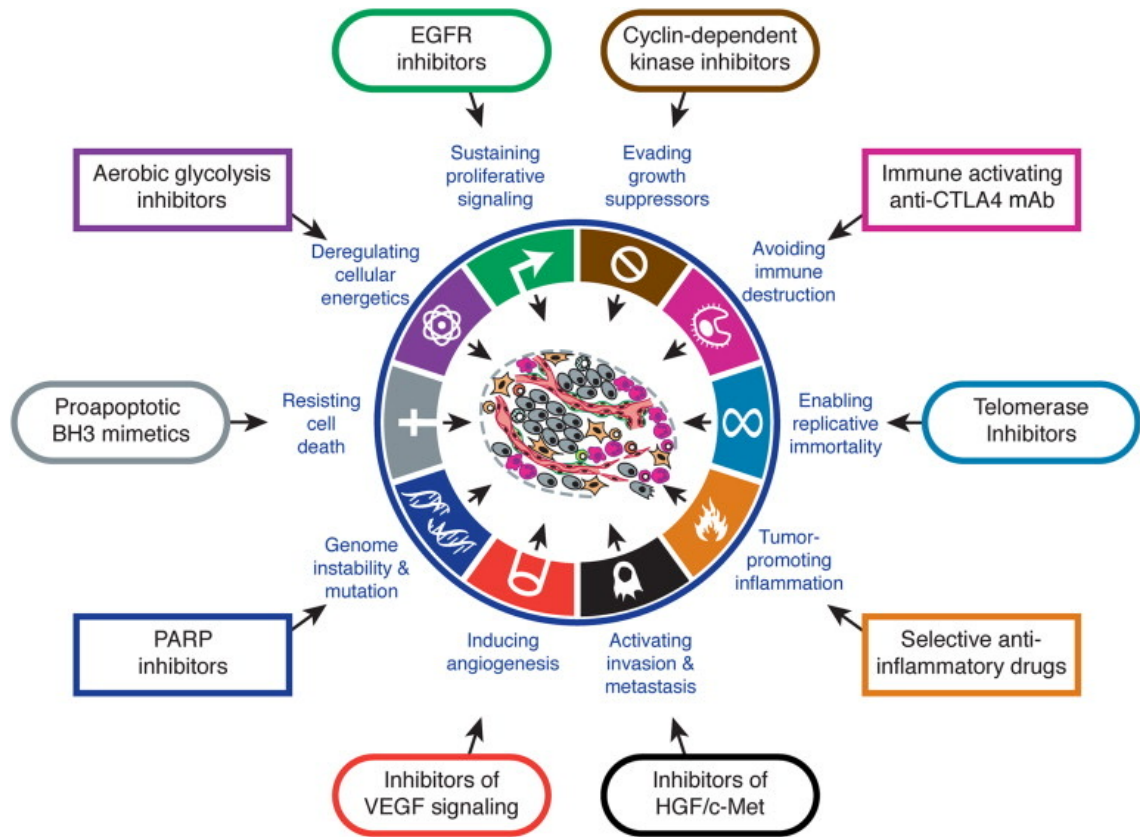 EGFR
inhibitors
Cyclin-dependent
kinase inhibitors
Sustaining
proliferative
signaling
Evading
growth
suppressors
Aerobic glycolysis
inhibitors
Immune activating
anti-CTLA4 mAb
Deregulating
cellular
energetics
Avoiding
immune
destruction
Proapoptotic
BH3 mimetics
Resisting
cell
death
Enabling
replicative
immortality
Telomerase
Inhibitors
Genome
instability &
mutation
Tumor-
promoting
inflammation
PARP
inhibitors
Inducing
angiogenesis
Activating
invasion &
metastasis
Selective anti-
inflammatory drugs
Inhibitors of
VEGF signaling
Inhibitors of
HGF/c-Met